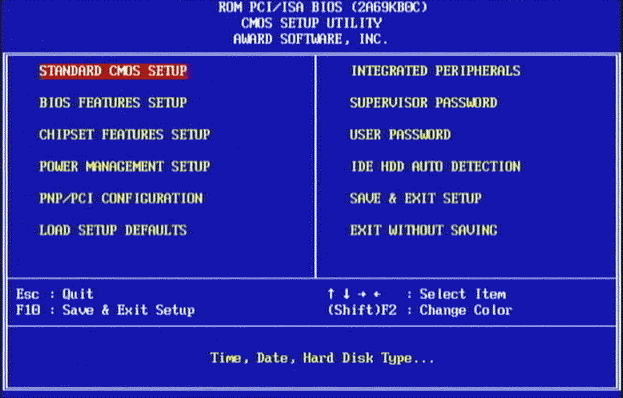 ROM PCI/ISA BIOS (2A69KB0C)
CMOS SETUP UTILITY
AWARD SOFTWARE, INC.
STANDARD CMOS SETUP
BIOS FEATURES SETUP
CHIPSET FEATURES SETUP
POWER MANAGEMENT SETUP
PNP/PCI CONFIGURATION
LOAD SETUP DEFAULTS
INTEGRATED PERIPHERALS
SUPERVISOR PASSWORD
USER PASSWORD
IDE HDD AUTO DETECTION
SAVE & EXIT SETUP
EXIT WITHOUT SAVING
Esc : Quit
F10 : Save & Exit Setup
↑ ↓ → ← : Select Item
(Shift)F2 : Change Color
Time, Date, Hard Disk Type...